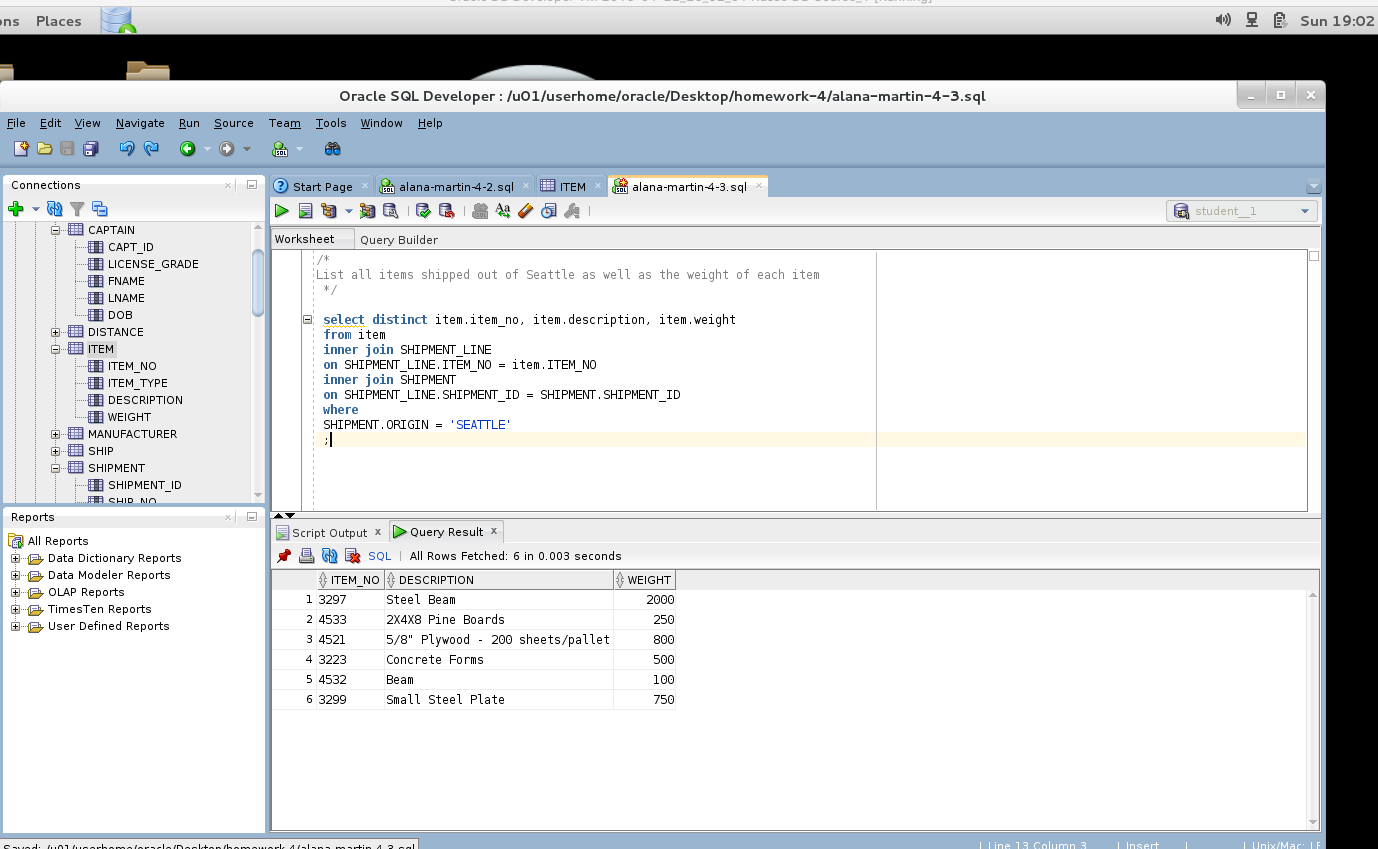 ons Places Sun 19:02
Oracle SQL Developer : /u01/userhome/oracle/Desktop/homework-4/alana-martin-4-3.sql
File Edit View Navigate Run Source Team Tools Window Help
Connections
CAPTAIN
CAPT_ID
LICENSE_GRADE
FNAME
LNAME
DOB
DISTANCE
ITEM
ITEM_NO
ITEM_TYPE
DESCRIPTION
WEIGHT
MANUFACTURER
SHIP
SHIPMENT
SHIPMENT_ID
SHIP_NO
Reports
All Reports
Data Dictionary Reports
Data Modeler Reports
OLAP Reports
TimesTen Reports
User Defined Reports
Start Page alana-martin-4-2.sql ITEM alana-martin-4-3.sql
student__1
Worksheet Query Builder
/*
List all items shipped out of Seattle as well as the weight of each item
*/
select distinct item.item_no, item.description, item.weight
from item
inner join SHIPMENT_LINE
on SHIPMENT_LINE.ITEM_NO = item.ITEM_NO
inner join SHIPMENT
on SHIPMENT_LINE.SHIPMENT_ID = SHIPMENT.SHIPMENT_ID
where
SHIPMENT.ORIGIN = 'SEATTLE'
;
Script Output Query Result
SQL All Rows Fetched: 6 in 0.003 seconds
ITEM_NO DESCRIPTION WEIGHT
1 3297 Steel Beam 2000
2 4533 2X4X8 Pine Boards 250
3 4521 5/8" Plywood - 200 sheets/pallet 800
4 3223 Concrete Forms 500
5 4532 Beam 100
6 3299 Small Steel Plate 750
Saved: /u01/userhome/oracle/Desktop/homework-4/alana-martin-4-3.sql
Line 13 Column 3 Insert Unix/Mac: LF